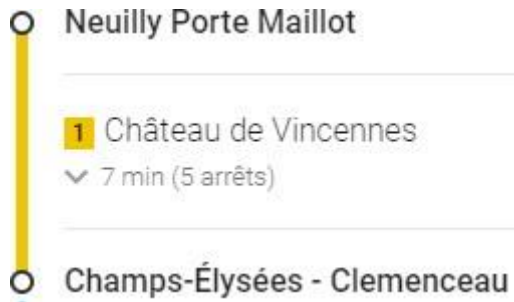 Neuilly Porte Maillot
1 Château de Vincennes
7 min (5 arrêts)
Champs-Élysées - Clemenceau